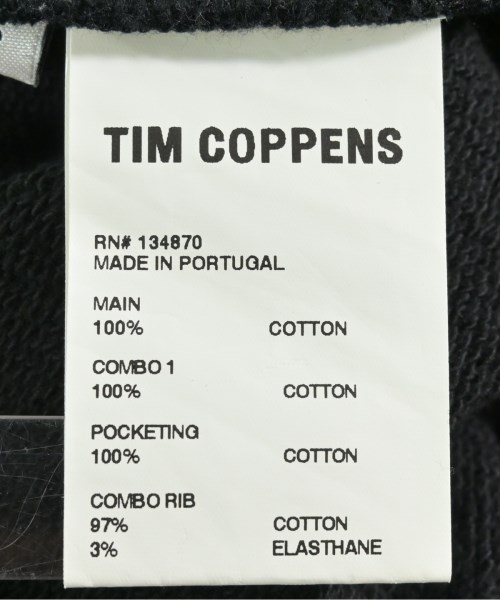 TIM COPPENS
RN# 134870
MADE IN PORTUGAL
MAIN
100% COTTON
COMBO 1
100% COTTON
POCKETING
100% COTTON
COMBO RIB
97% COTTON
3% ELASTHANE